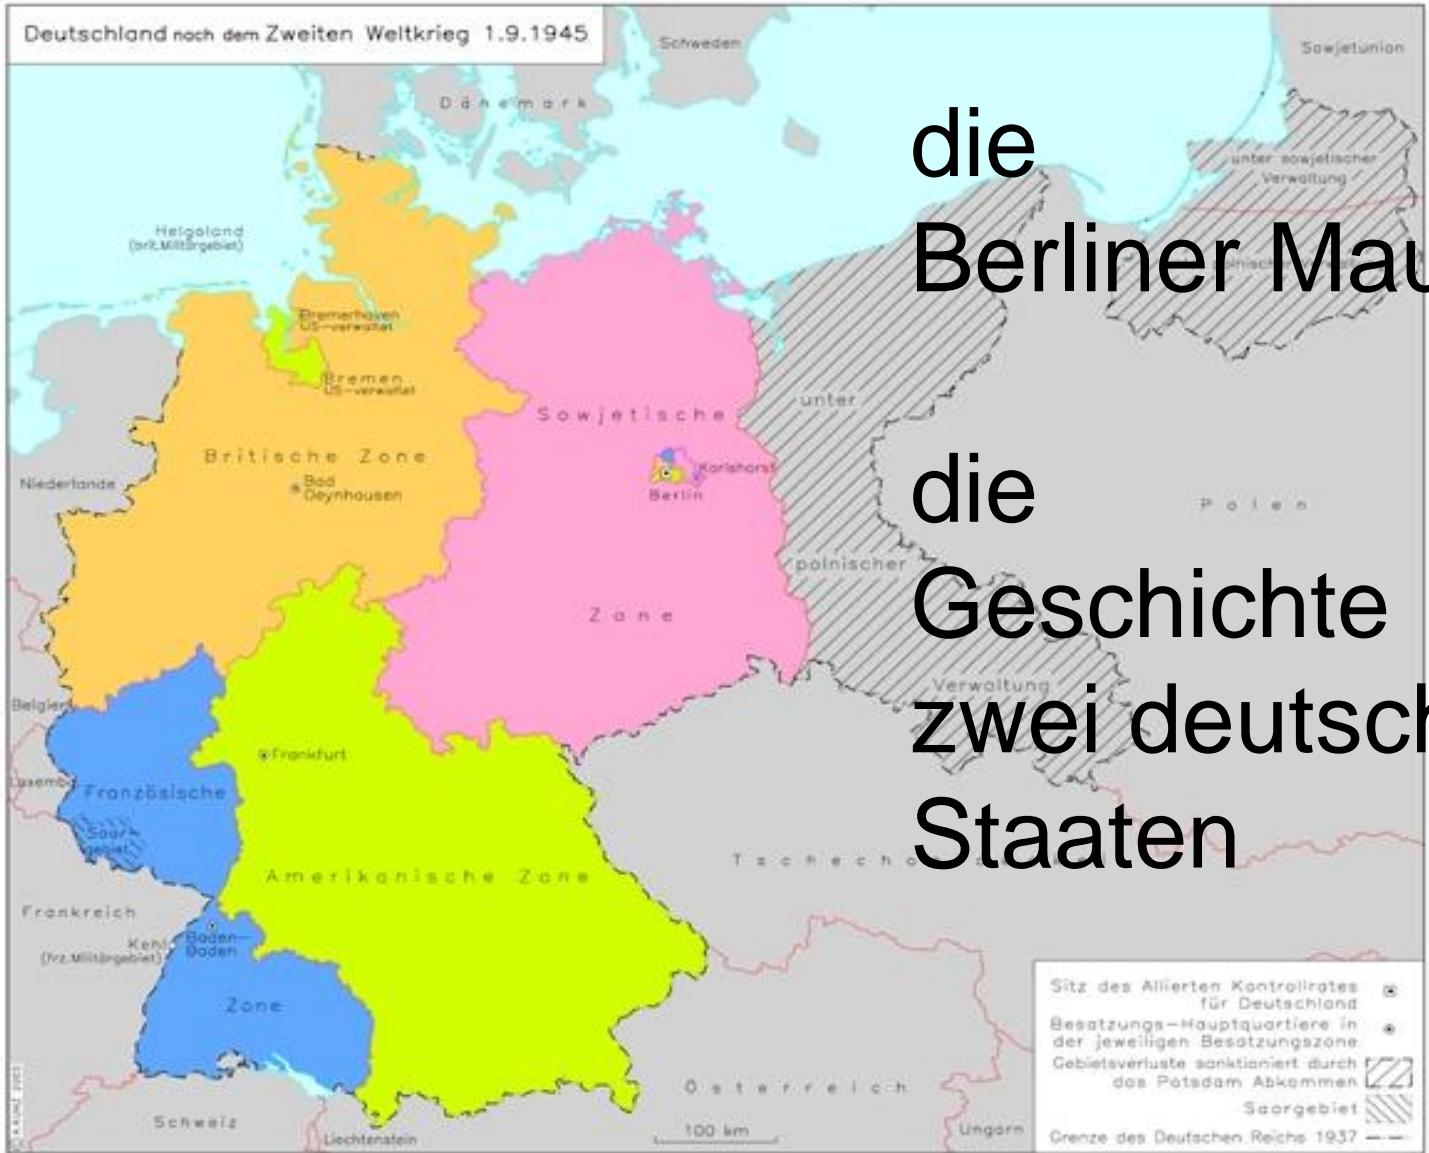 Deutschland nach dem Zweiten Weltkrieg 1.9.1945
Schweden
Sowjetunion
Dänemark
die
Berliner Mau
unter sowjetischer
Verwaltung
Helgoland
(brit.Militärgebiet)
Bremerhaven
US-verwaltet
Bremen
US-verwaltet
Sowjetische
unter
Britische Zone
Karlshorst
Berlin
Niederlande
Bad
Oeynhausen
die
Polen
polnischer
Geschichte
Zone
Verwaltung
zwei deutsch
Staaten
Belgien
Frankfurt
Luxemb.
Französische
Saar-
gebiet
Amerikanische Zone
Frankreich
Kehl
(frz.Militärgebiet)
Baden-
Baden
Zone
Österreich
Schweiz
Liechtenstein
100 km
Ungarn
Sitz des Allierten Kontrollrates
für Deutschland
Besatzungs-Hauptquartiere in
der jeweiligen Besatzungszone
Gebietsverluste sanktioniert durch
das Potsdam Abkommen
Saargebiet
Grenze des Deutschen Reichs 1937